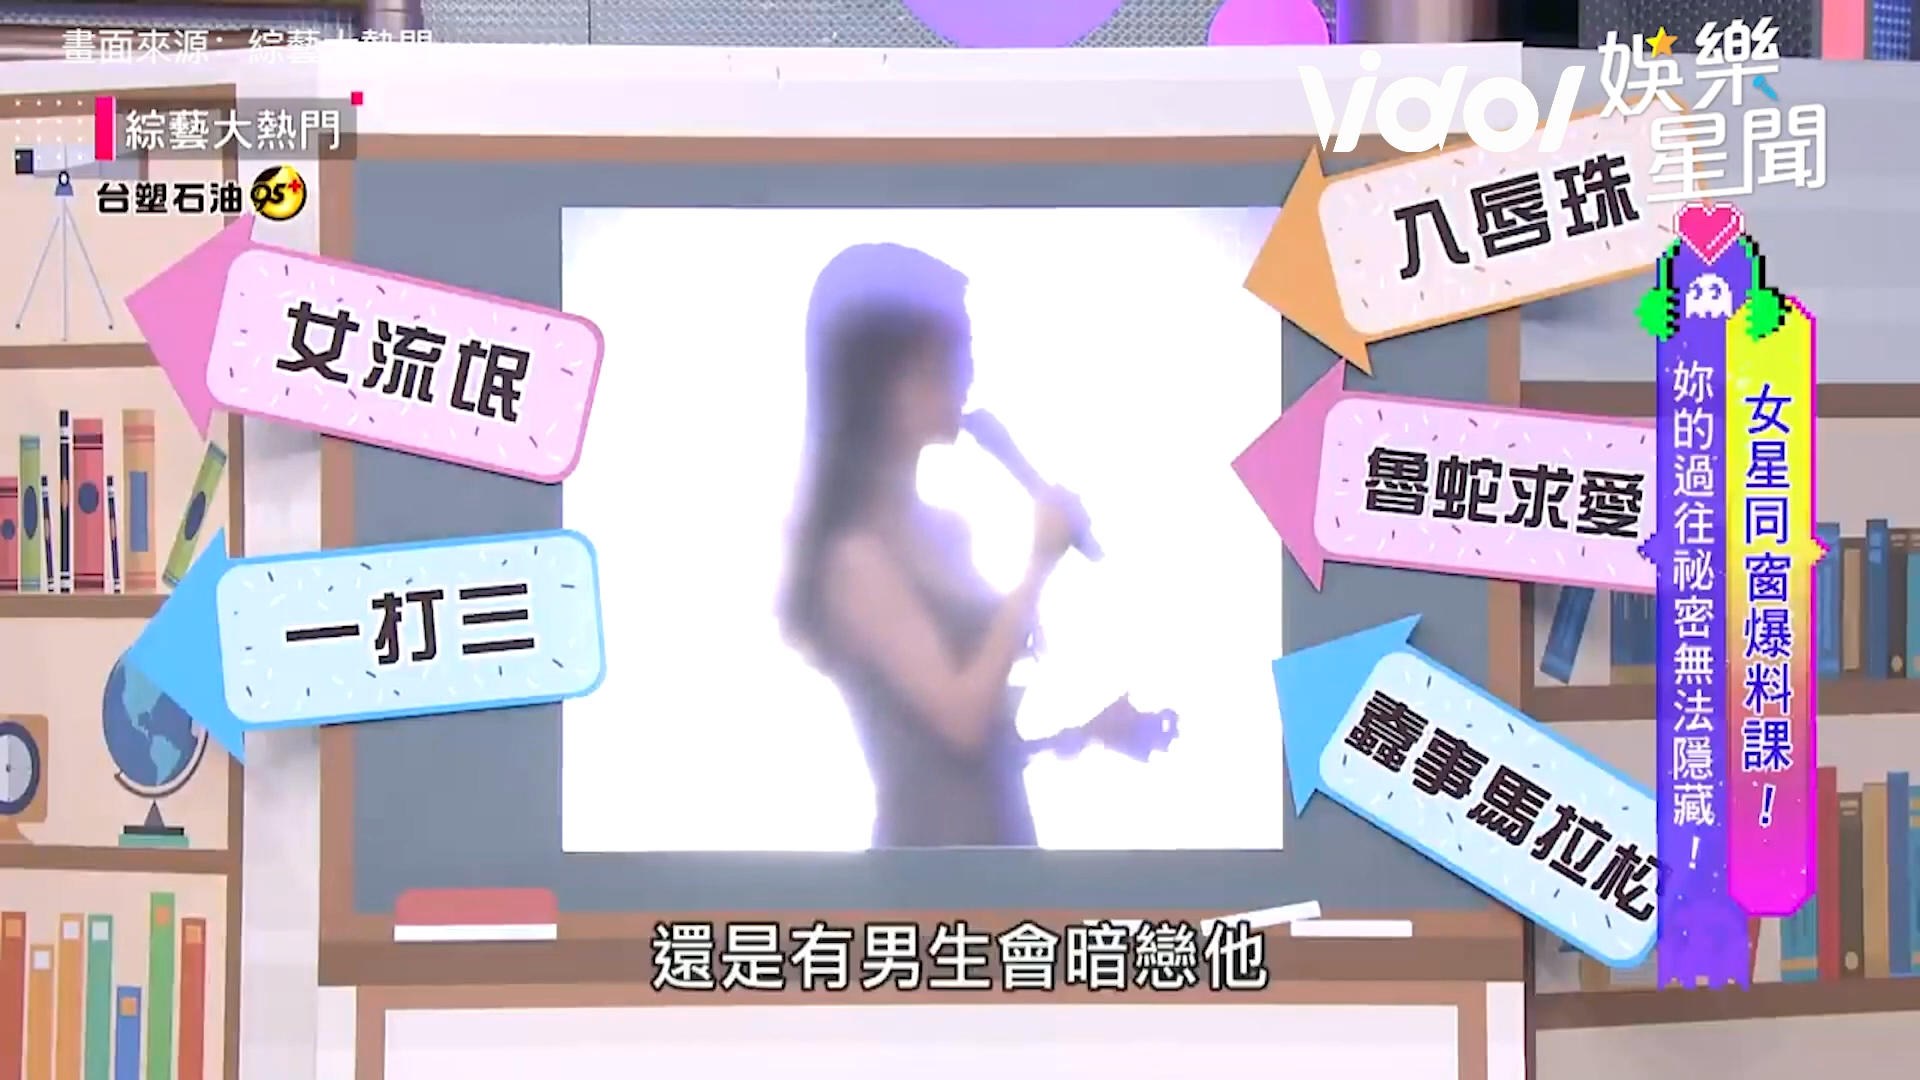 畫面來源：綜藝大熱門
綜藝大熱門
台塑石油 95+
Vidol 娛樂
星聞
女流氓
一打三
入唇珠
魯蛇求愛
蠢事馬拉松
女星同窗爆料課！
妳的過往祕密無法隱藏！
還是有男生會暗戀他